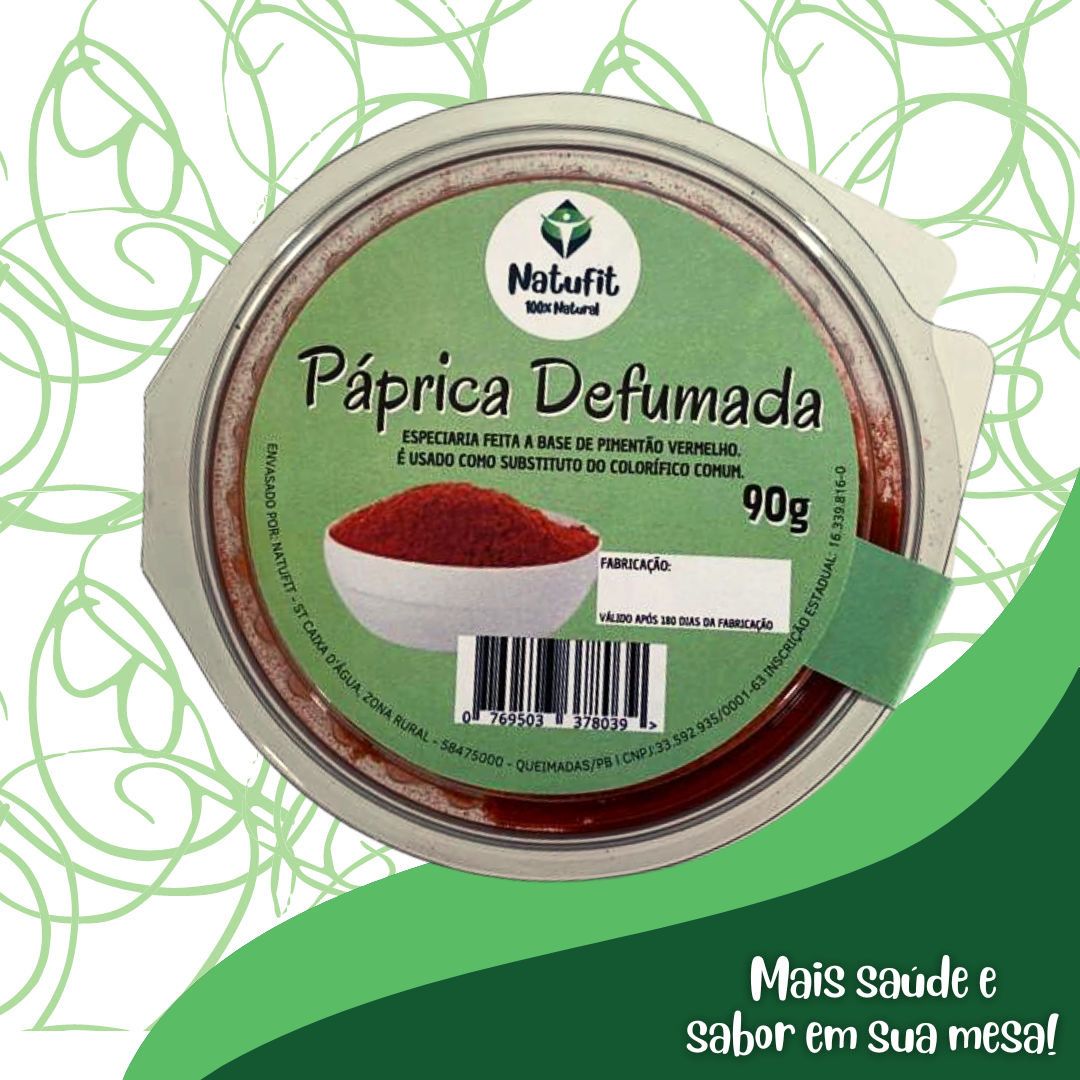 Natufit
100% Natural
Páprica Defumada
ESPECIARIA FEITA A BASE DE PIMENTÃO VERMELHO.
É USADO COMO SUBSTITUTO DO COLORÍFICO COMUM.
90g
FABRICAÇÃO:
VÁLIDO APÓS 180 DIAS DA FABRICAÇÃO
0 769503 378039 >
ENVASADO POR: NATUFIT - ST CAIXA D'ÁGUA, ZONA RURAL - 58475000 - QUEIMADAS/PB | CNPJ:33.592.935/0001-63 INSCRIÇÃO ESTADUAL: 16.339.816-0
Mais saúde e
sabor em sua mesa!